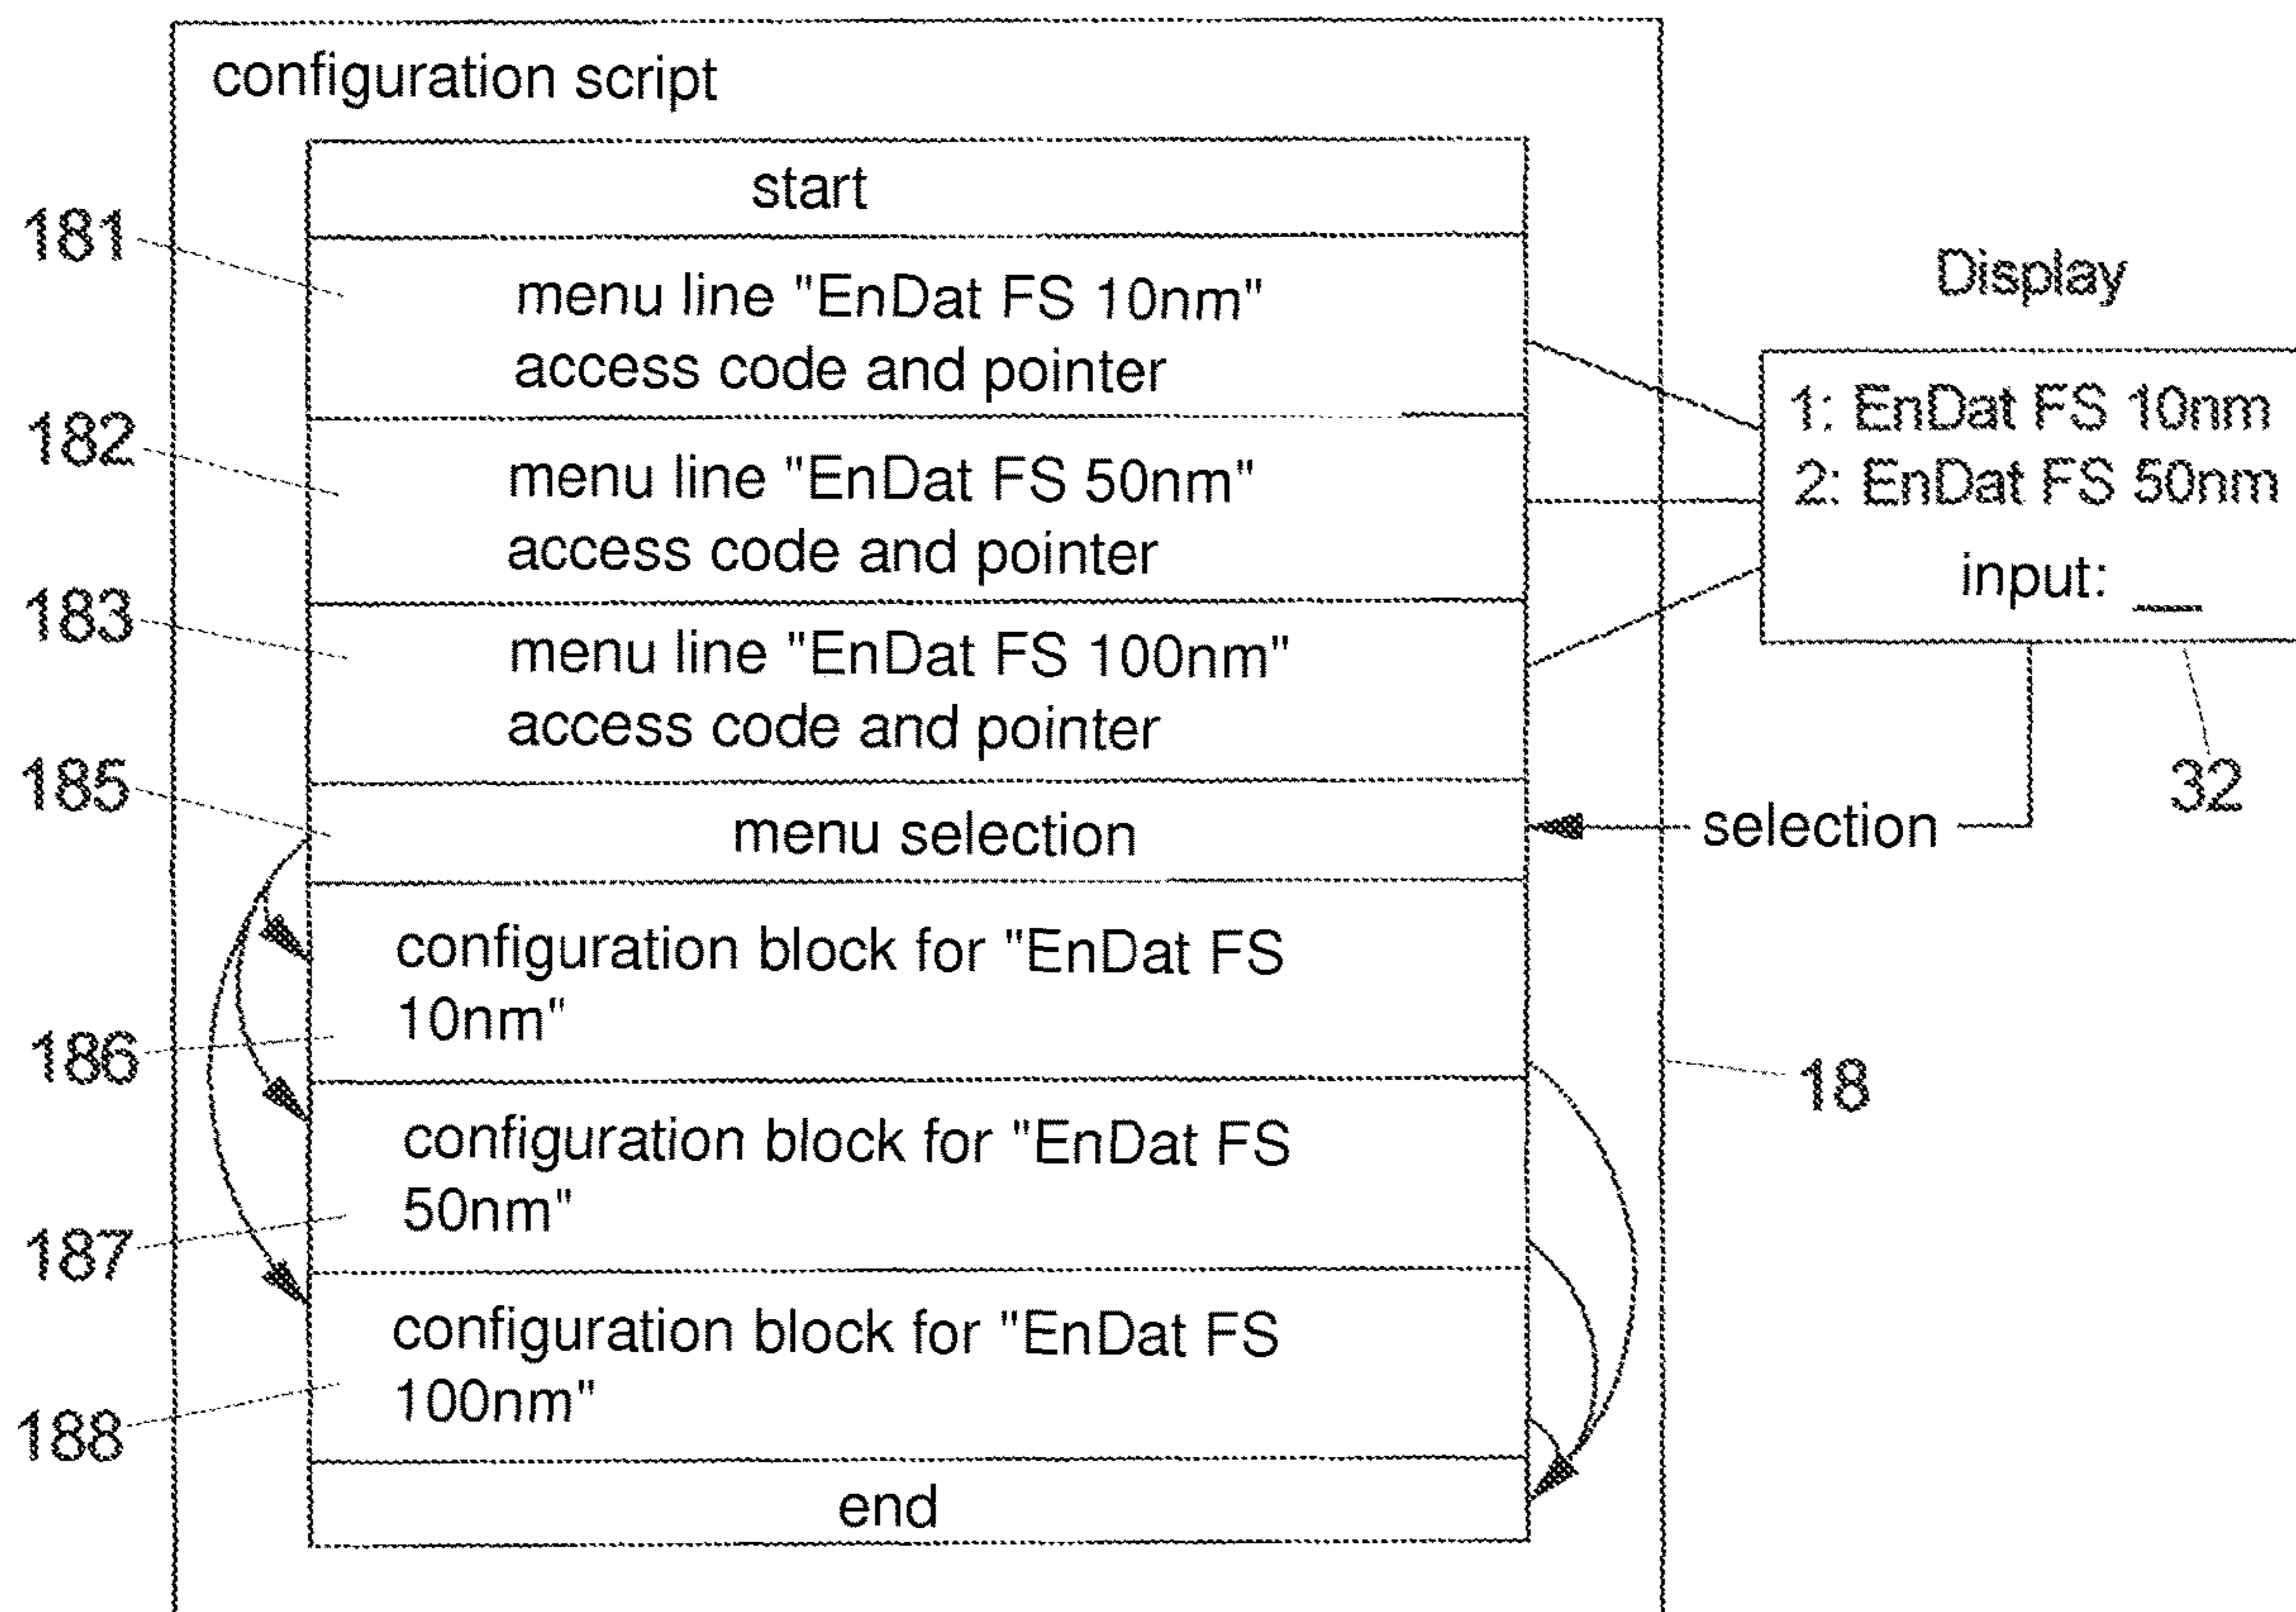 configuration script
start
181
menu line "EnDat FS 10nm"
access code and pointer
182
menu line "EnDat FS 50nm"
access code and pointer
183
menu line "EnDat FS 100nm"
access code and pointer
185
menu selection
186
configuration block for "EnDat FS
10nm"
187
configuration block for "EnDat FS
50nm"
188
configuration block for "EnDat FS
100nm"
end
Display
1: EnDat FS 10nm
2: EnDat FS 50nm
input: ___
32
selection
18